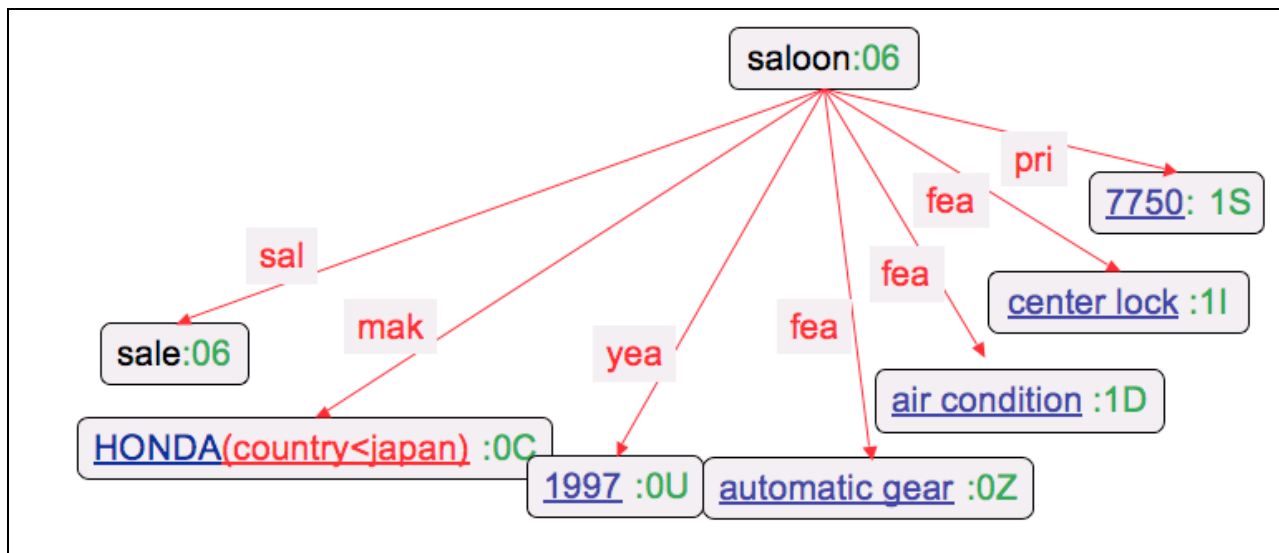 saloon:06
pri
7750: 1S
fea
sal
fea
center lock :1I
mak
fea
sale:06
yea
air condition :1D
HONDA(country<japan) :0C
1997 :0U
automatic gear :0Z